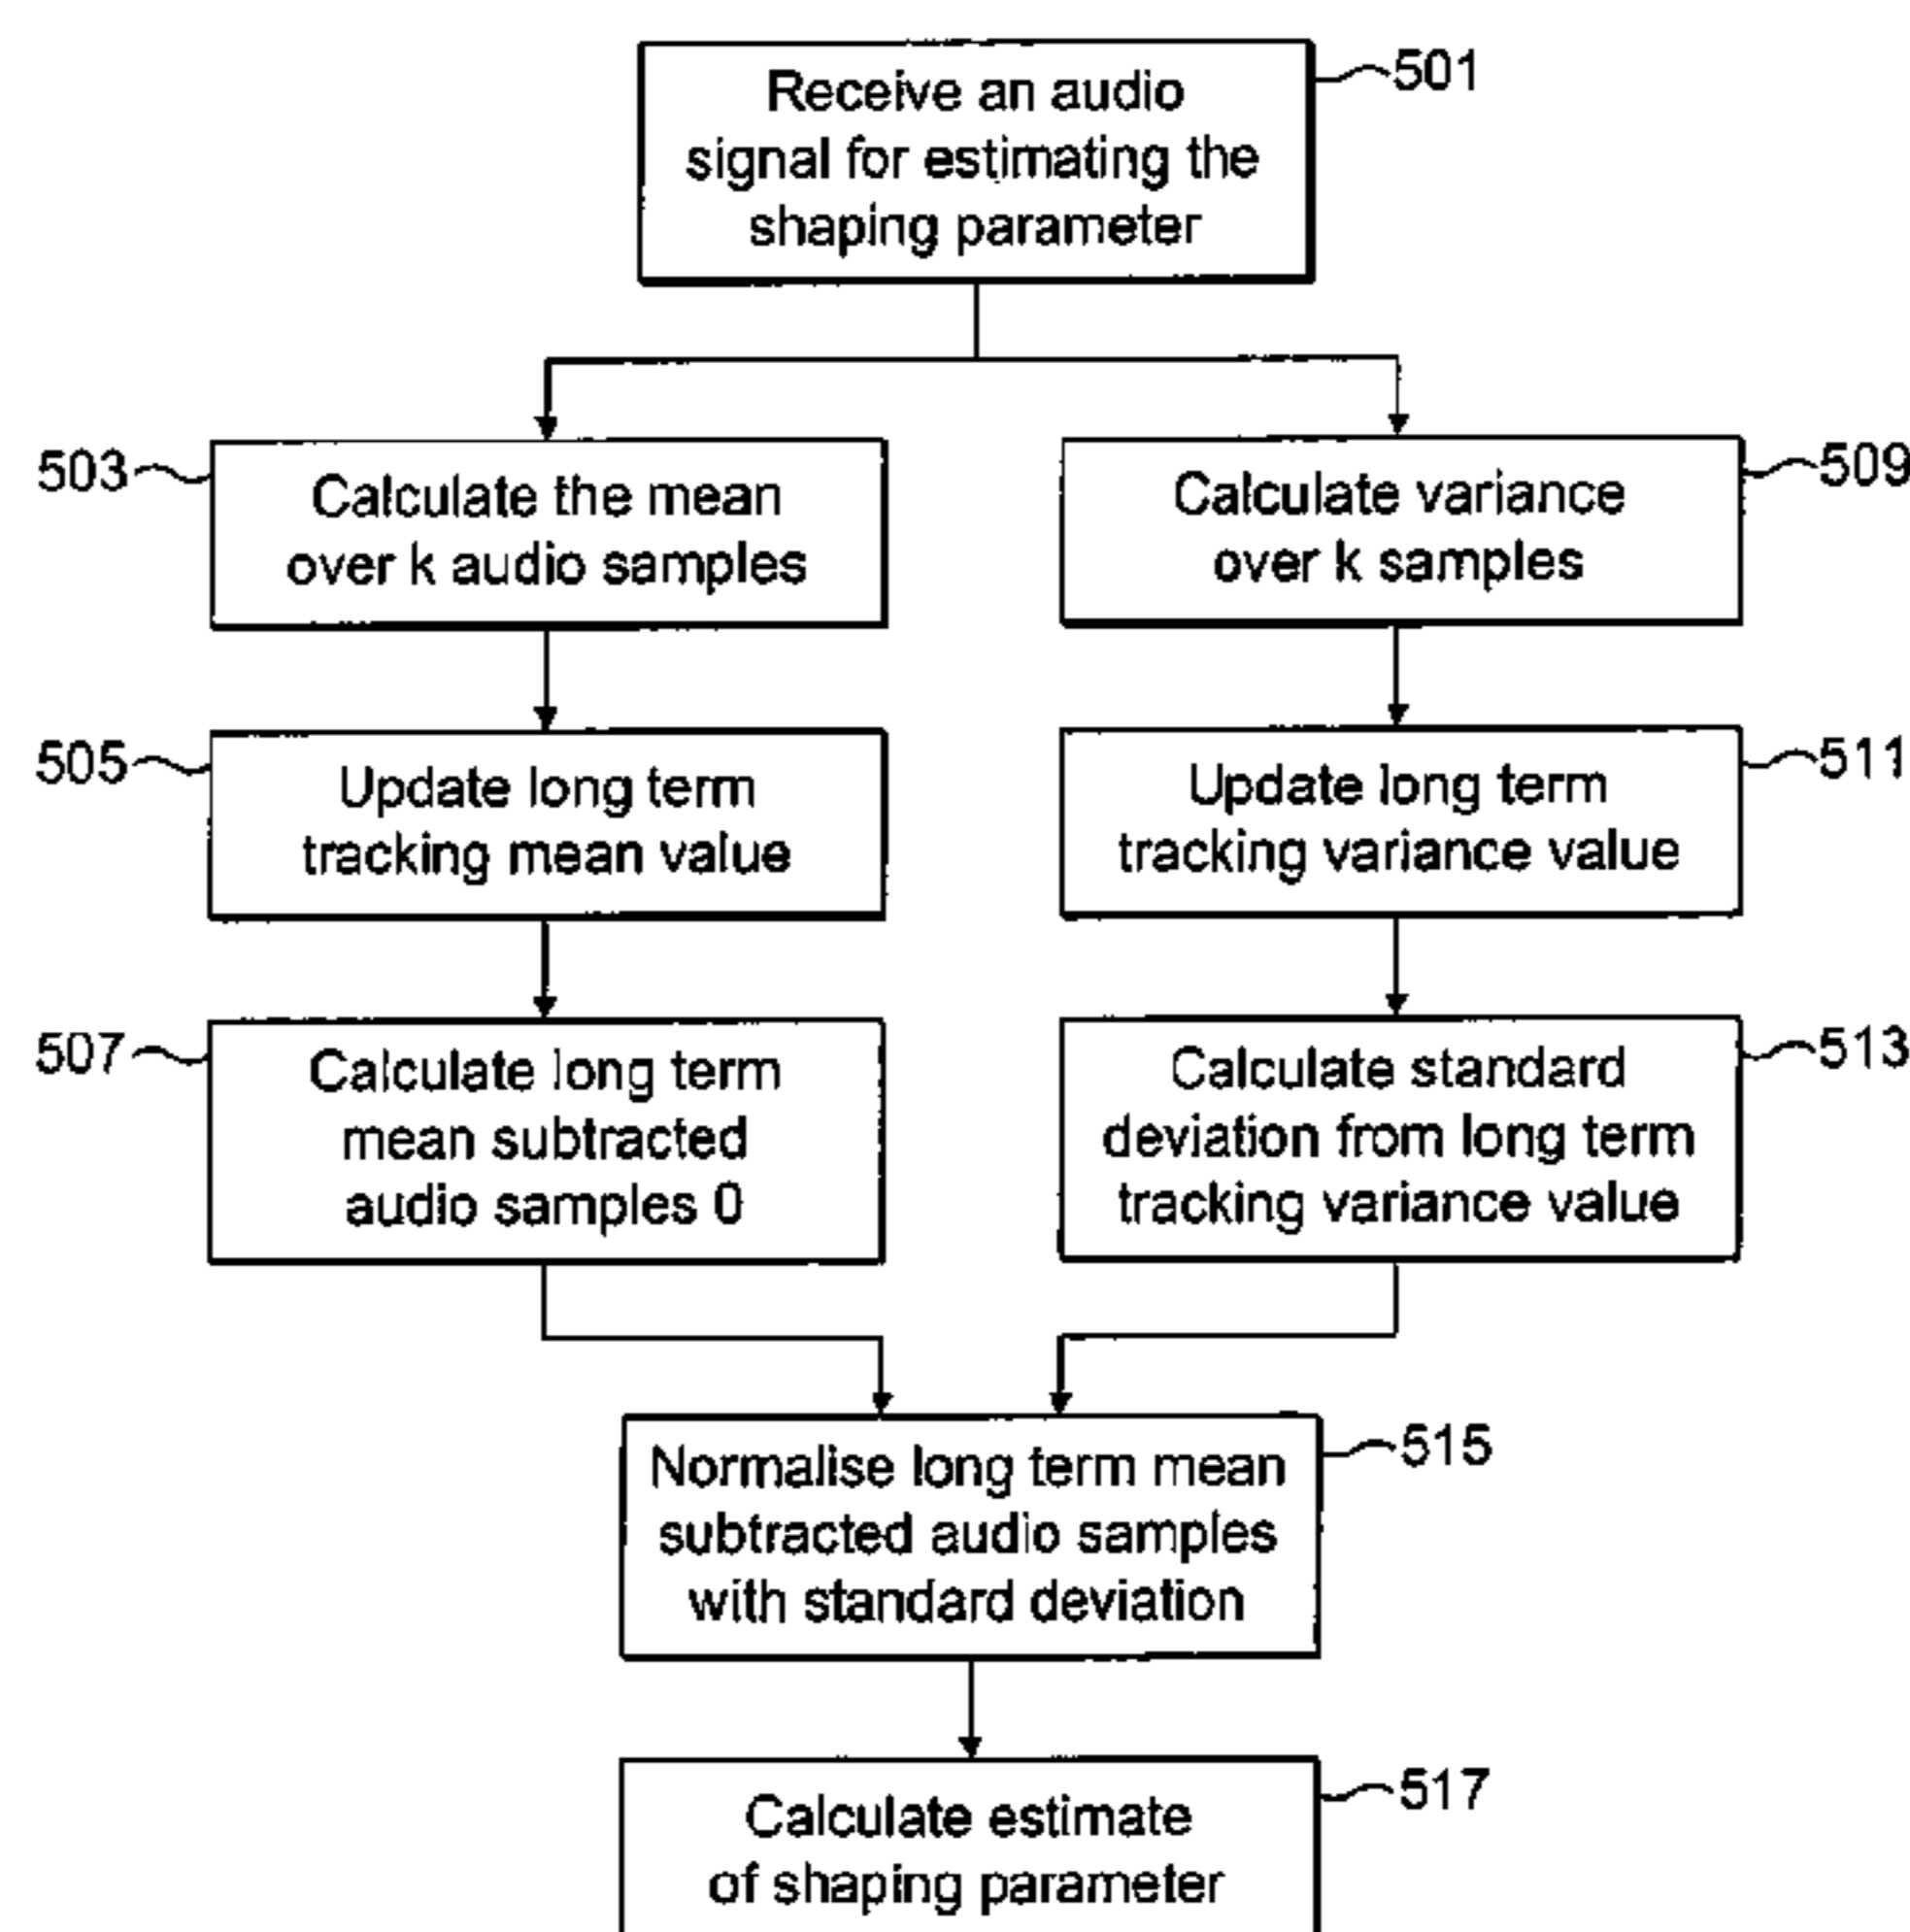 Receive an audio
signal for estimating the
shaping parameter
501
503
Calculate the mean
over k audio samples
Calculate variance
over k samples
509
505
Update long term
tracking mean value
Update long term
tracking variance value
511
507
Calculate long term
mean subtracted
audio samples 0
Calculate standard
deviation from long term
tracking variance value
513
Normalise long term mean
subtracted audio samples
with standard deviation
515
Calculate estimate
of shaping parameter
517